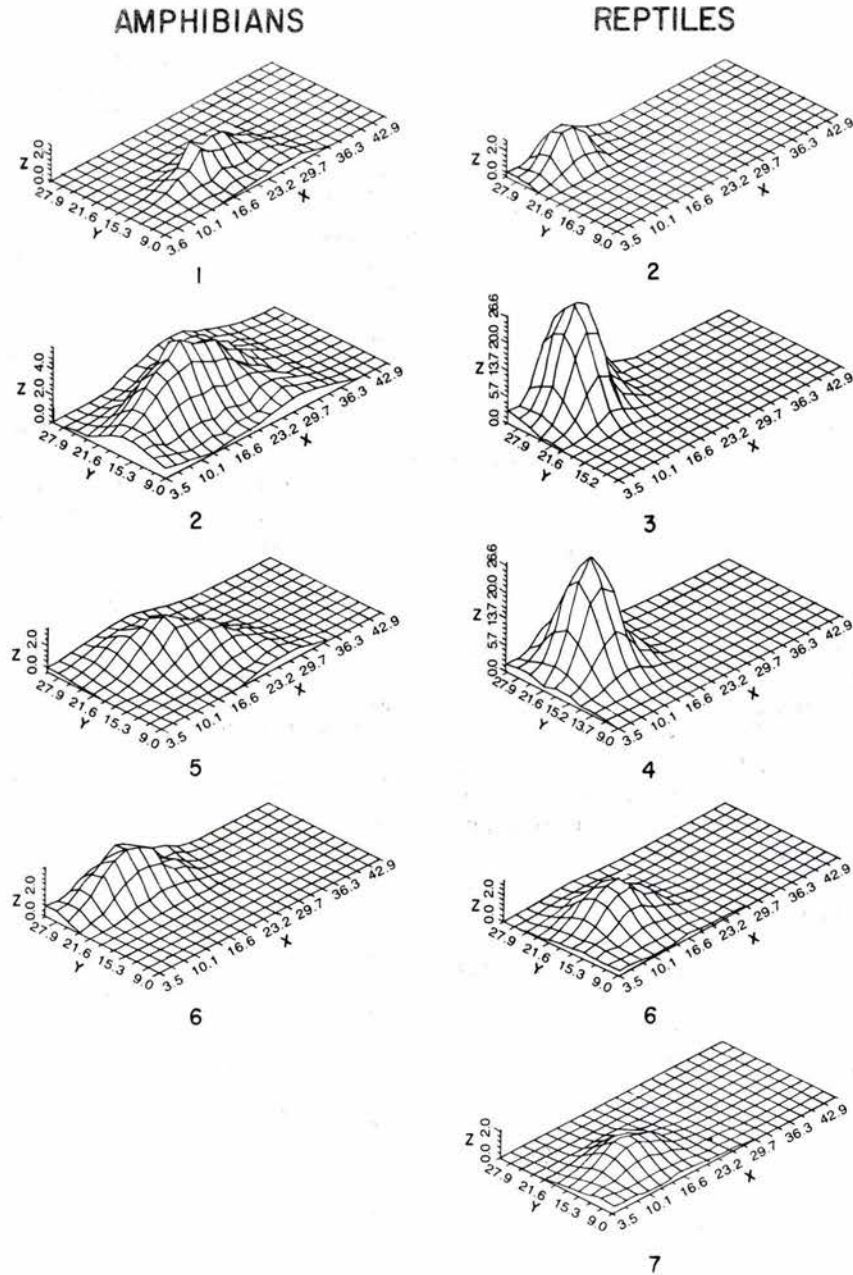 AMPHIBIANS
REPTILES
Z
0.0 2.0
27.9 21.6 15.3 9.0
Y
3.6 10.1 16.6 23.2 29.7 36.3 42.9
X
1
Z
0.0 2.0
27.9 21.6 15.3 9.0
Y
3.5 10.1 16.6 23.2 29.7 36.3 42.9
X
2
Z
0.0 2.0 4.0
27.9 21.6 15.3 9.0
Y
3.5 10.1 16.6 23.2 29.7 36.3 42.9
X
2
Z
0.0 5.7 13.7 20.0 26.6
27.9 21.6 15.2
Y
3.5 10.1 16.6 23.2 29.7 36.3 42.9
X
3
Z
0.0 2.0
27.9 21.6 15.3 9.0
Y
3.5 10.1 16.6 23.2 29.7 36.3 42.9
X
5
Z
0.0 5.7 13.7 20.0 26.6
27.9 21.6 15.2 13.7 9.0
Y
3.5 10.1 16.6 23.2 29.7 36.3 42.9
X
4
Z
0.0 2.0
27.9 21.6 15.3 9.0
Y
3.5 10.1 16.6 23.2 29.7 36.3 42.9
X
6
Z
0.0 2.0
27.9 21.6 15.3 9.0
Y
3.5 10.1 16.6 23.2 29.7 36.3 42.9
X
6
Z
0.0 2.0
27.9 21.6 15.3 9.0
Y
3.5 10.1 16.6 23.2 29.7 36.3 42.9
X
7